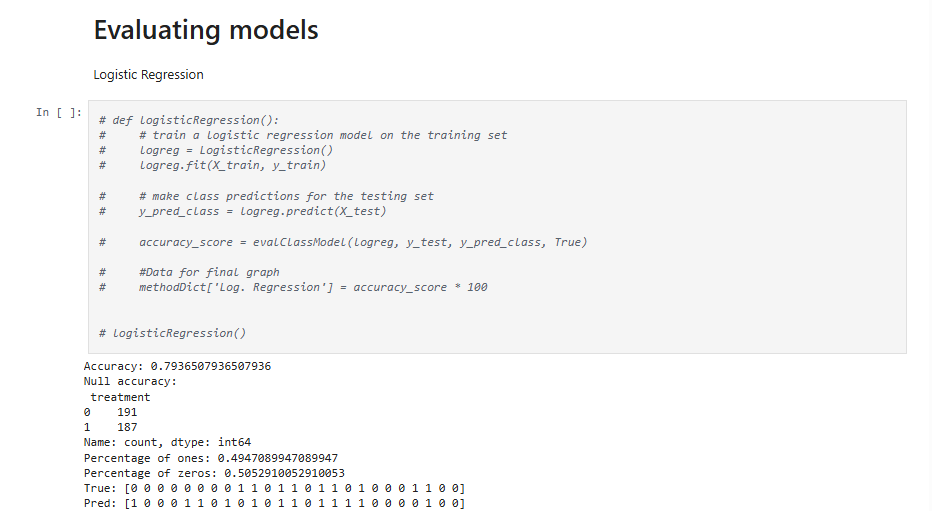 Evaluating models
Logistic Regression
In [ ]:
# def logisticRegression():
#     # train a logistic regression model on the training set
#     logreg = LogisticRegression()
#     logreg.fit(X_train, y_train)
#     # make class predictions for the testing set
#     y_pred_class = logreg.predict(X_test)
#     accuracy_score = evalClassModel(logreg, y_test, y_pred_class, True)
#     #Data for final graph
#     methodDict['Log. Regression'] = accuracy_score * 100
# logisticRegression()
Accuracy: 0.7936507936507936
Null accuracy:
 treatment
0    191
1    187
Name: count, dtype: int64
Percentage of ones: 0.4947089947089947
Percentage of zeros: 0.5052910052910053
True: [0 0 0 0 0 0 0 0 1 1 0 1 1 0 1 1 0 1 0 0 0 1 1 0 0]
Pred: [1 0 0 0 1 1 0 1 0 1 0 1 1 0 1 1 1 1 0 0 0 0 1 0 0]